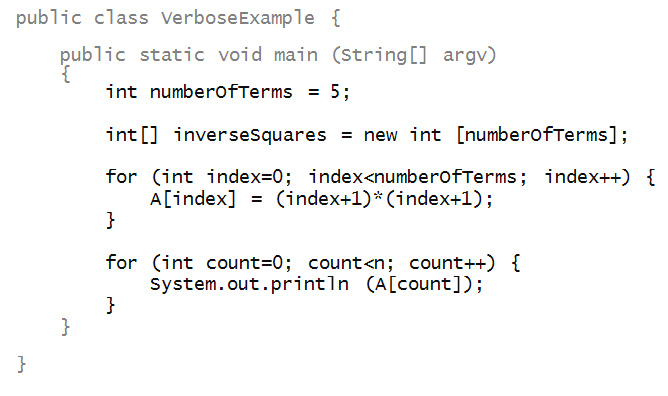 public class VerboseExample {
public static void main (String[] argv)
{
int numberOfTerms = 5;
int[] inverseSquares = new int [numberOfTerms];
for (int index=0; index<numberOfTerms; index++) {
A[index] = (index+1)*(index+1);
}
for (int count=0; count<n; count++) {
System.out.println (A[count]);
}
}
}